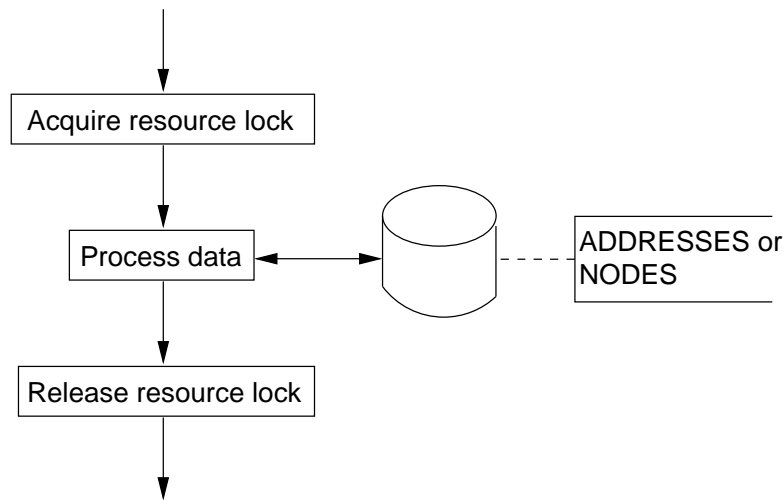 Acquire resource lock
Process data
ADDRESSES or
NODES
Release resource lock